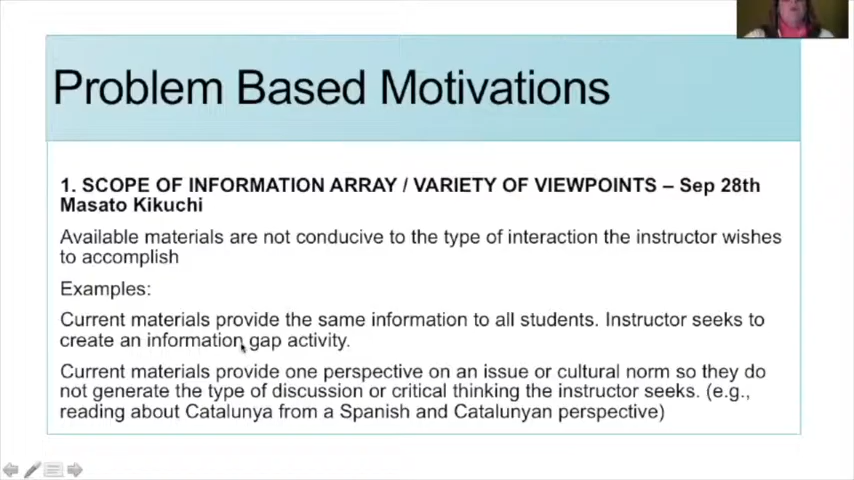 Problem Based Motivations
1. SCOPE OF INFORMATION ARRAY / VARIETY OF VIEWPOINTS – Sep 28th
Masato Kikuchi
Available materials are not conducive to the type of interaction the instructor wishes
to accomplish
Examples:
Current materials provide the same information to all students. Instructor seeks to
create an information gap activity.
Current materials provide one perspective on an issue or cultural norm so they do
not generate the type of discussion or critical thinking the instructor seeks. (e.g.,
reading about Catalunya from a Spanish and Catalunyan perspective)